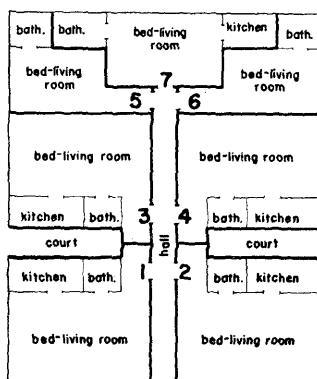 bath. bath. bed-living room kitchen bath.
bed-living room 7 bed-living room
5 6
bed-living room bed-living room
3 4
kitchen bath. hall bath. kitchen
court court
1 2
kitchen bath. bath. kitchen
bed-living room bed-living room